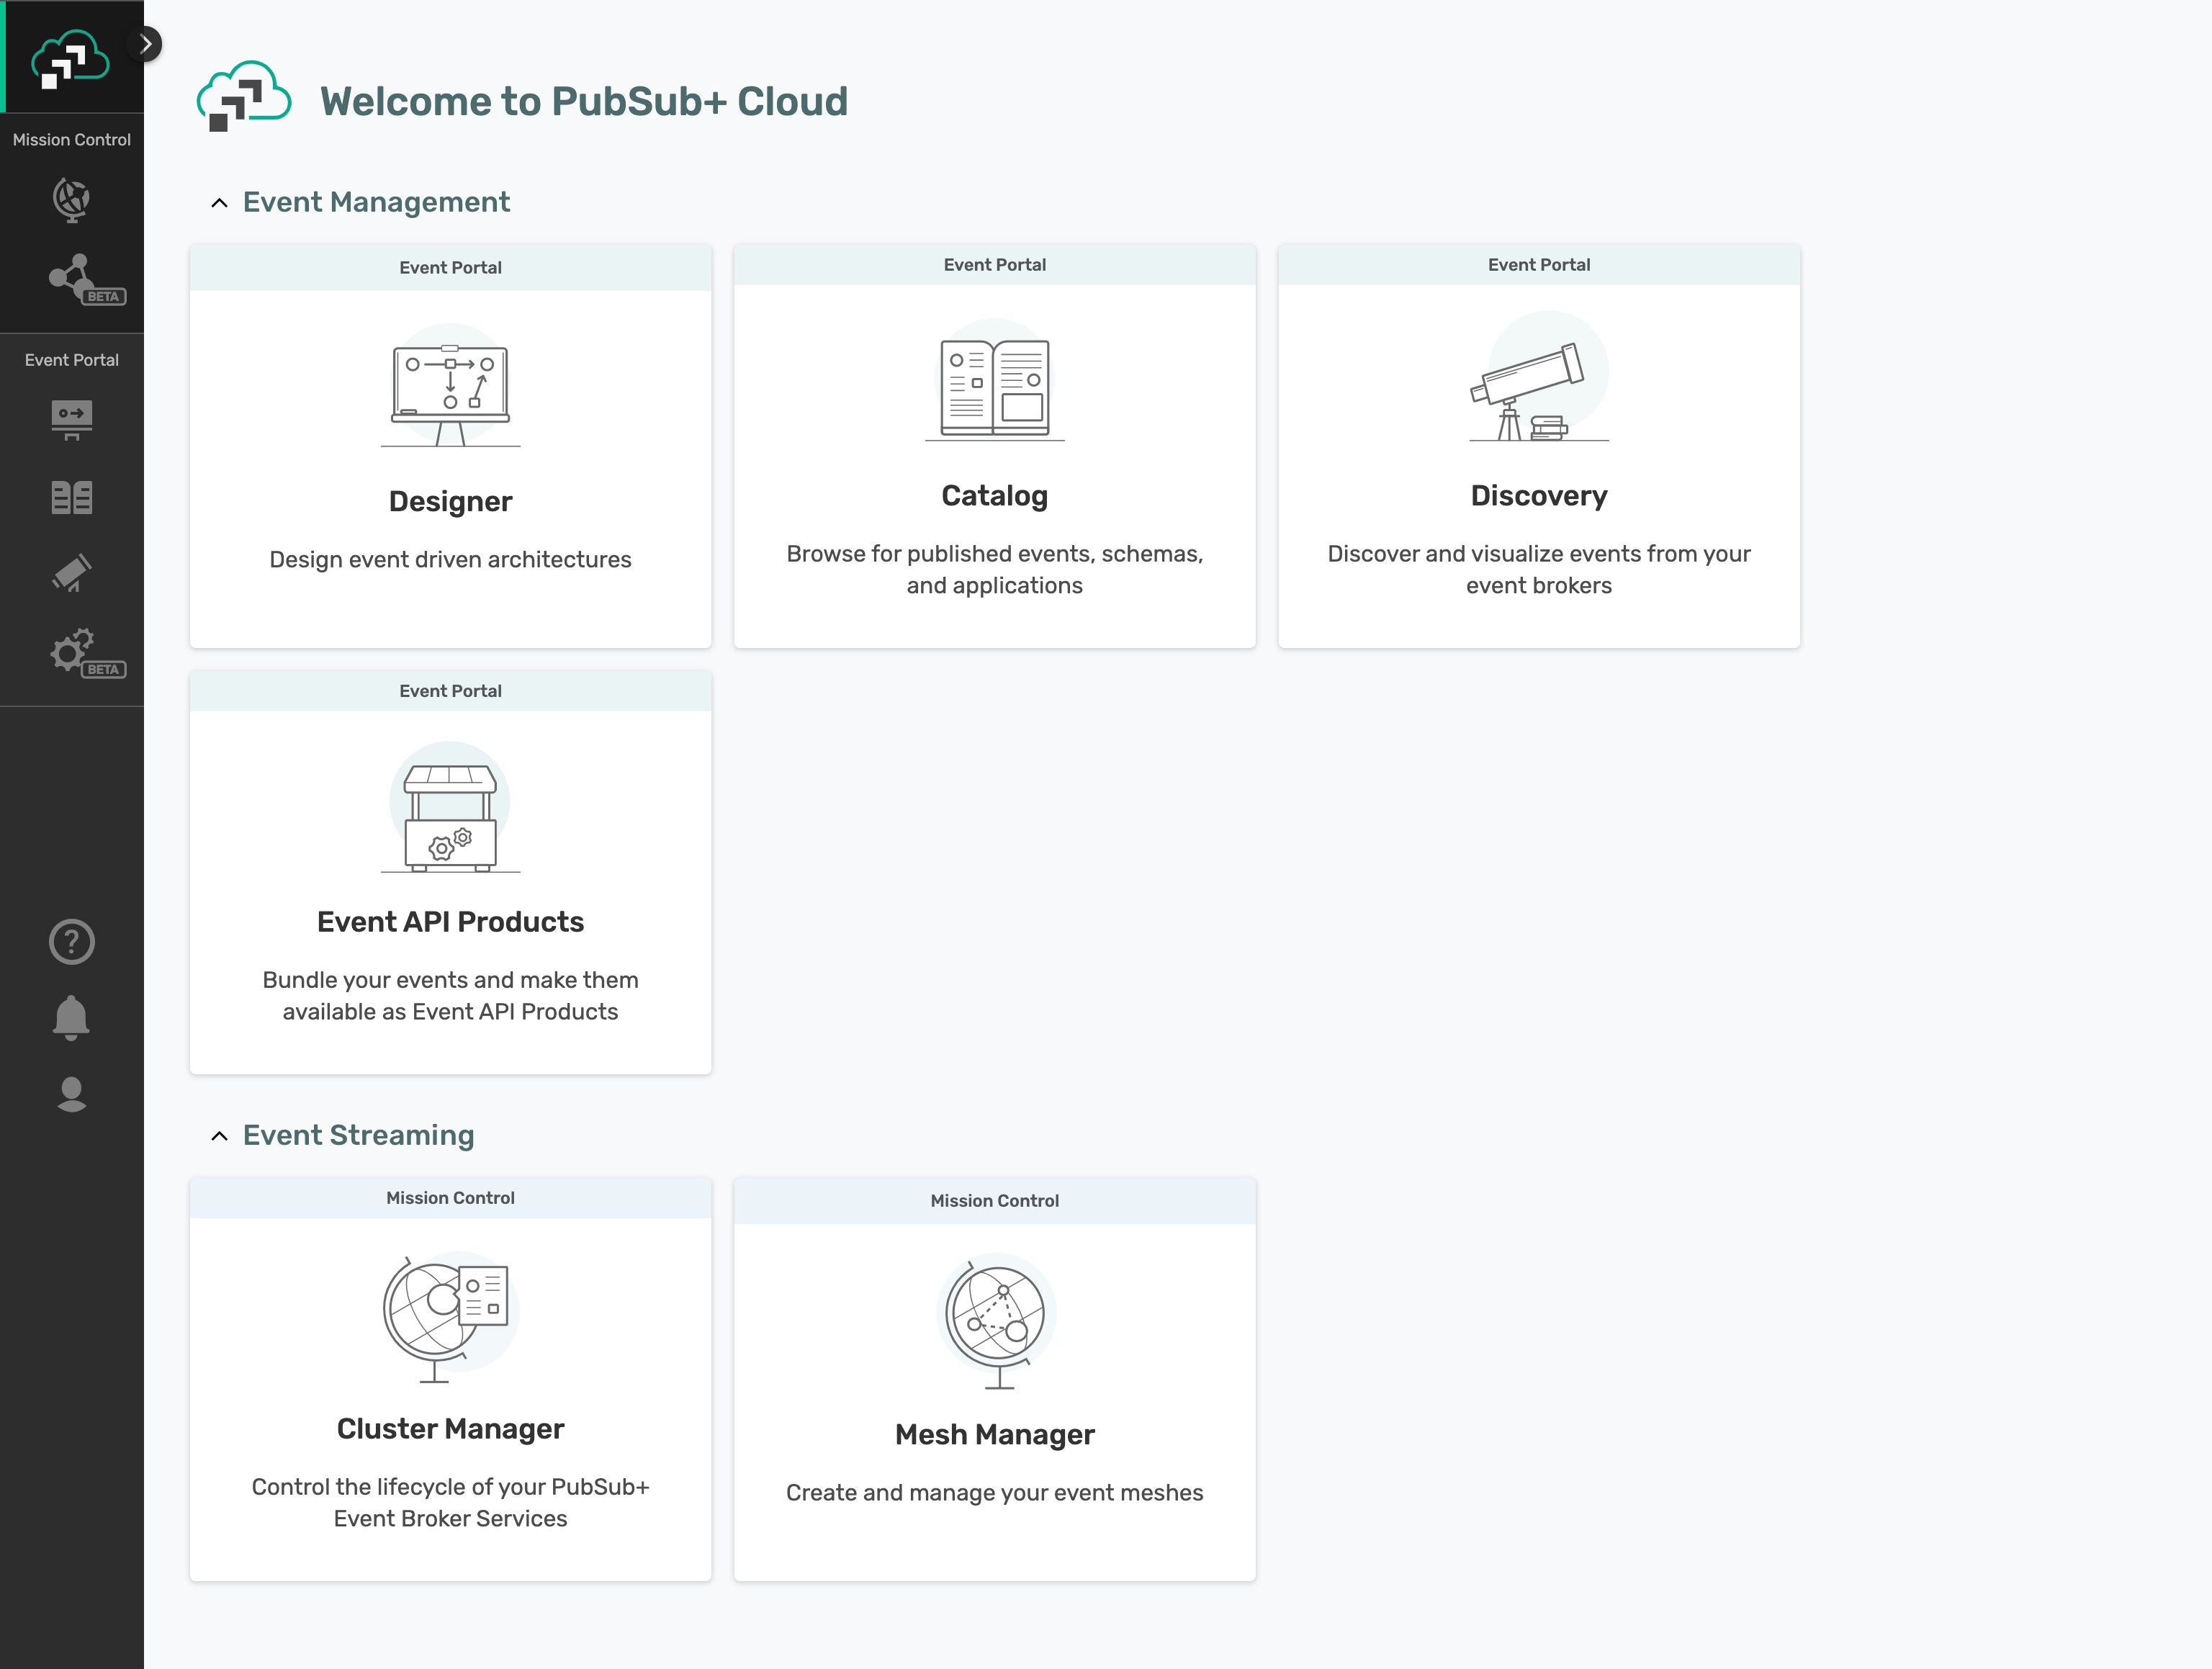 Mission Control
BETA
Event Portal
BETA
Welcome to PubSub+ Cloud
Event Management
Event Portal
Designer
Design event driven architectures
Event Portal
Catalog
Browse for published events, schemas,
and applications
Event Portal
Discovery
Discover and visualize events from your
event brokers
Event Portal
Event API Products
Bundle your events and make them
available as Event API Products
Event Streaming
Mission Control
Cluster Manager
Control the lifecycle of your PubSub+
Event Broker Services
Mission Control
Mesh Manager
Create and manage your event meshes